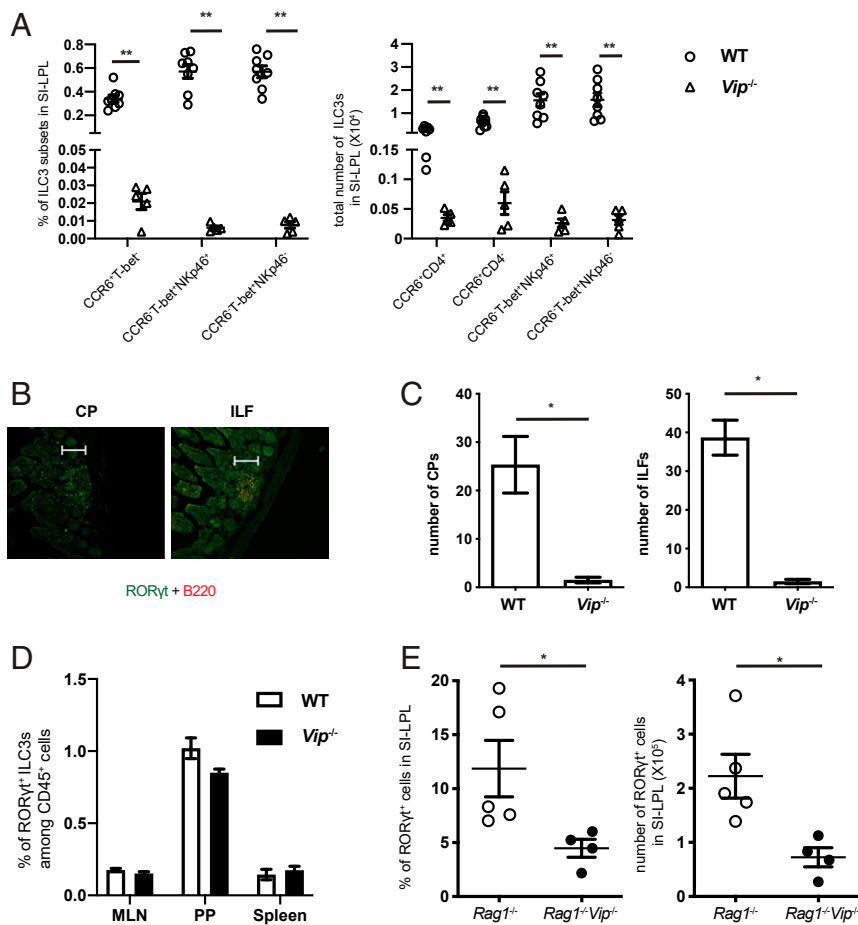 A
% of ILC3 subsets in SI-LPL
0.8
0.6
0.4
0.2
0.05
0.04
0.03
0.02
0.01
0.00
**
**
**
CCR6⁺T-bet⁻
CCR6⁻T-bet⁺NKp46⁺
CCR6⁻T-bet⁺NKp46⁻
total number of ILC3s
in SI-LPL (X10⁴)
4
3
2
1
0.15
0.10
0.05
0.00
**
**
**
**
CCR6⁺CD4⁺
CCR6⁺CD4⁻
CCR6⁻T-bet⁺NKp46⁺
CCR6⁻T-bet⁺NKp46⁻
WT
Vip⁻/⁻
B
CP
ILF
RORγt + B220
C
number of CPs
40
30
20
10
0
*
WT
Vip⁻/⁻
number of ILFs
50
40
30
20
10
0
*
WT
Vip⁻/⁻
D
% of RORγt⁺ ILC3s
among CD45⁺ cells
1.5
1.0
0.5
0.0
WT
Vip⁻/⁻
MLN
PP
Spleen
E
% of RORγt⁺ cells in SI-LPL
20
15
10
5
0
*
Rag1⁻/⁻
Rag1⁻/⁻Vip⁻/⁻
number of RORγt⁺ cells
in SI-LPL (X10⁵)
4
3
2
1
0
*
Rag1⁻/⁻
Rag1⁻/⁻Vip⁻/⁻